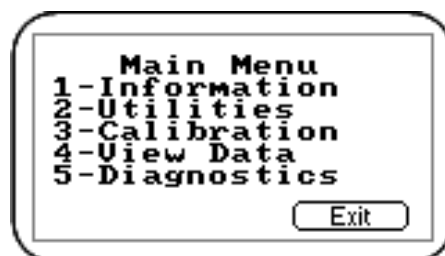 Main Menu
1-Information
2-Utilities
3-Calibration
4-View Data
5-Diagnostics
Exit